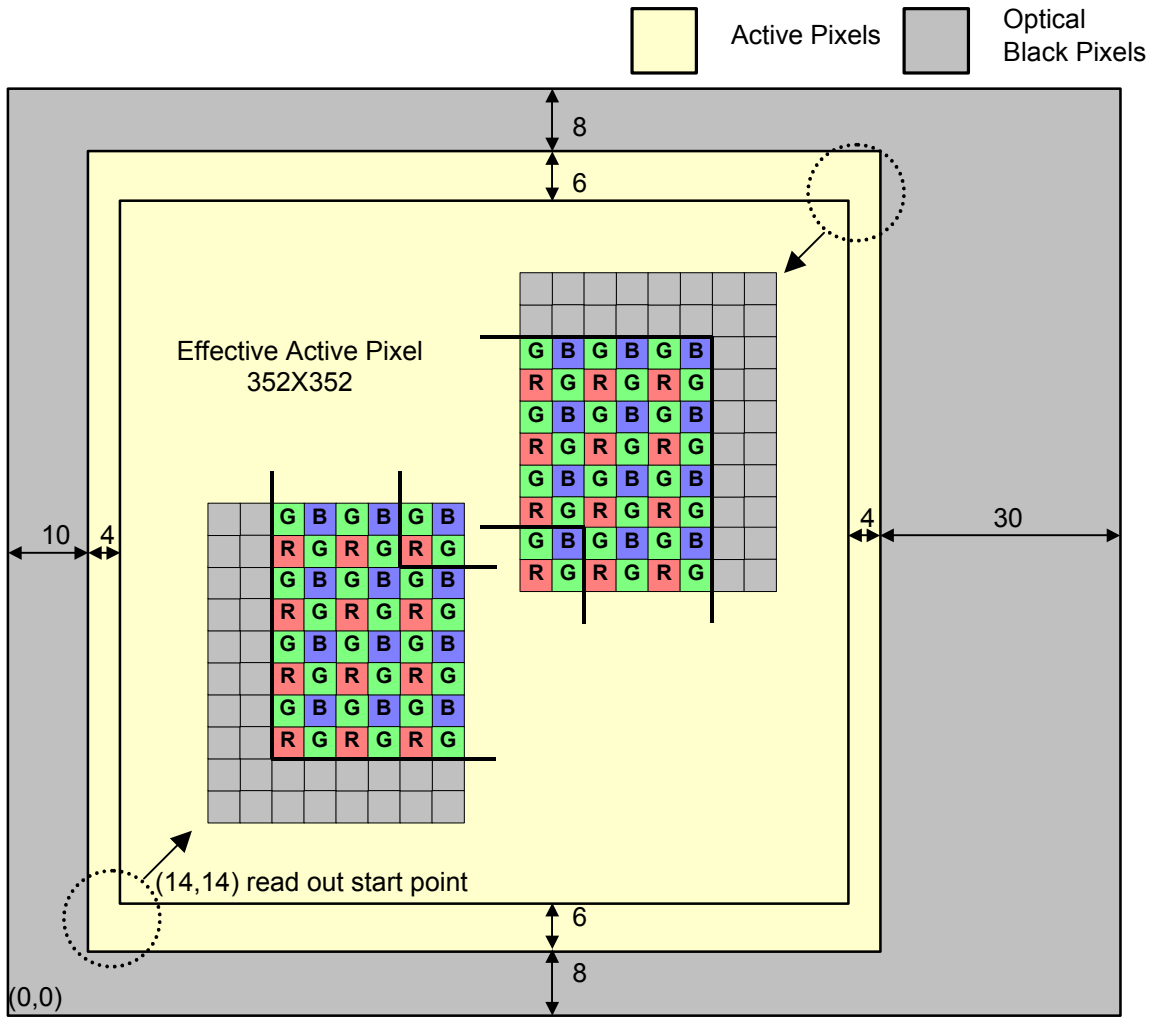 Active Pixels
Optical
Black Pixels
8
6
Effective Active Pixel
352X352
G B G B G B
R G R G R G
G B G B G B
R G R G R G
G B G B G B
R G R G R G
G B G B G B
R G R G R G
10
4
4
30
G B G B G B
R G R G R G
G B G B G B
R G R G R G
G B G B G B
R G R G R G
G B G B G B
R G R G R G
(14,14) read out start point
6
8
(0,0)